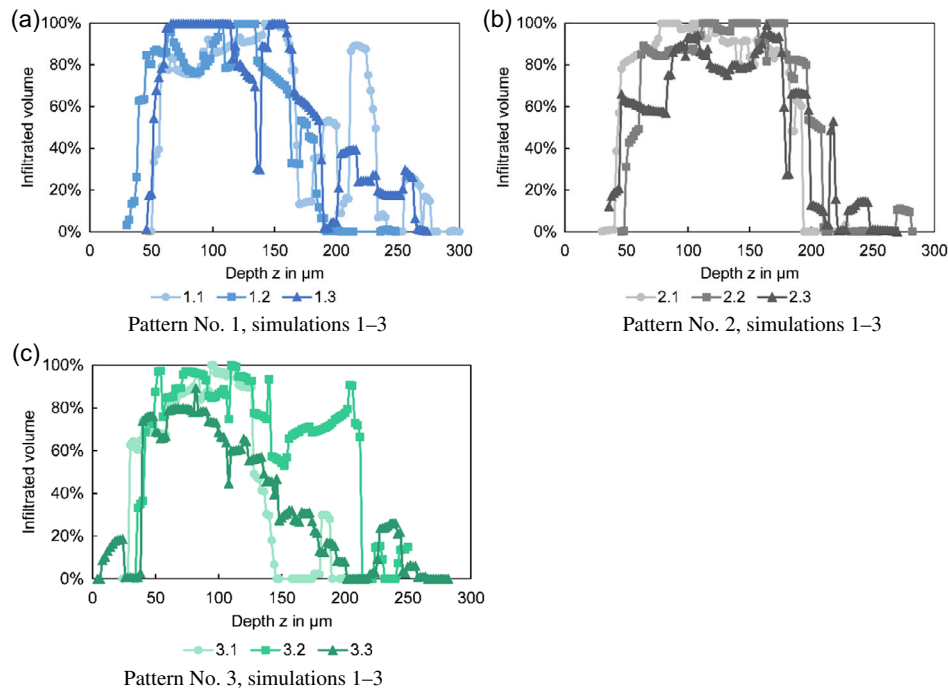 (a)
100%
80%
60%
40%
20%
0%
Infiltrated volume
0 50 100 150 200 250 300
Depth z in µm
1.1 1.2 1.3
Pattern No. 1, simulations 1–3
(b)
100%
80%
60%
40%
20%
0%
Infiltrated volume
0 50 100 150 200 250 300
Depth z in µm
2.1 2.2 2.3
Pattern No. 2, simulations 1–3
(c)
100%
80%
60%
40%
20%
0%
Infiltrated volume
0 50 100 150 200 250 300
Depth z in µm
3.1 3.2 3.3
Pattern No. 3, simulations 1–3